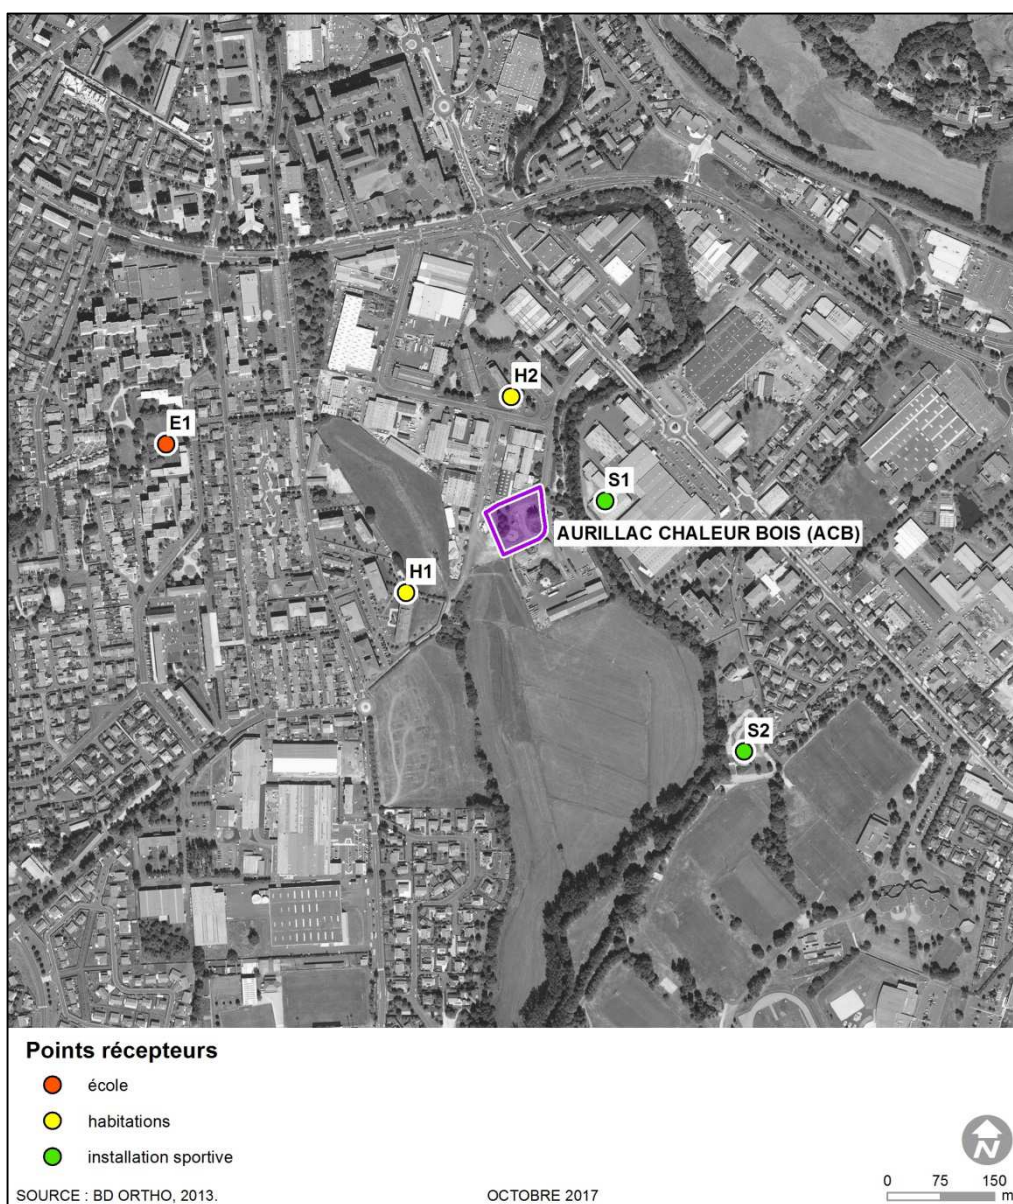 H2
E1
S1
AURILLAC CHALEUR BOIS (ACB)
H1
S2
Points récepteurs
école
habitations
installation sportive
N
SOURCE : BD ORTHO, 2013.
OCTOBRE 2017
0 75 150
m